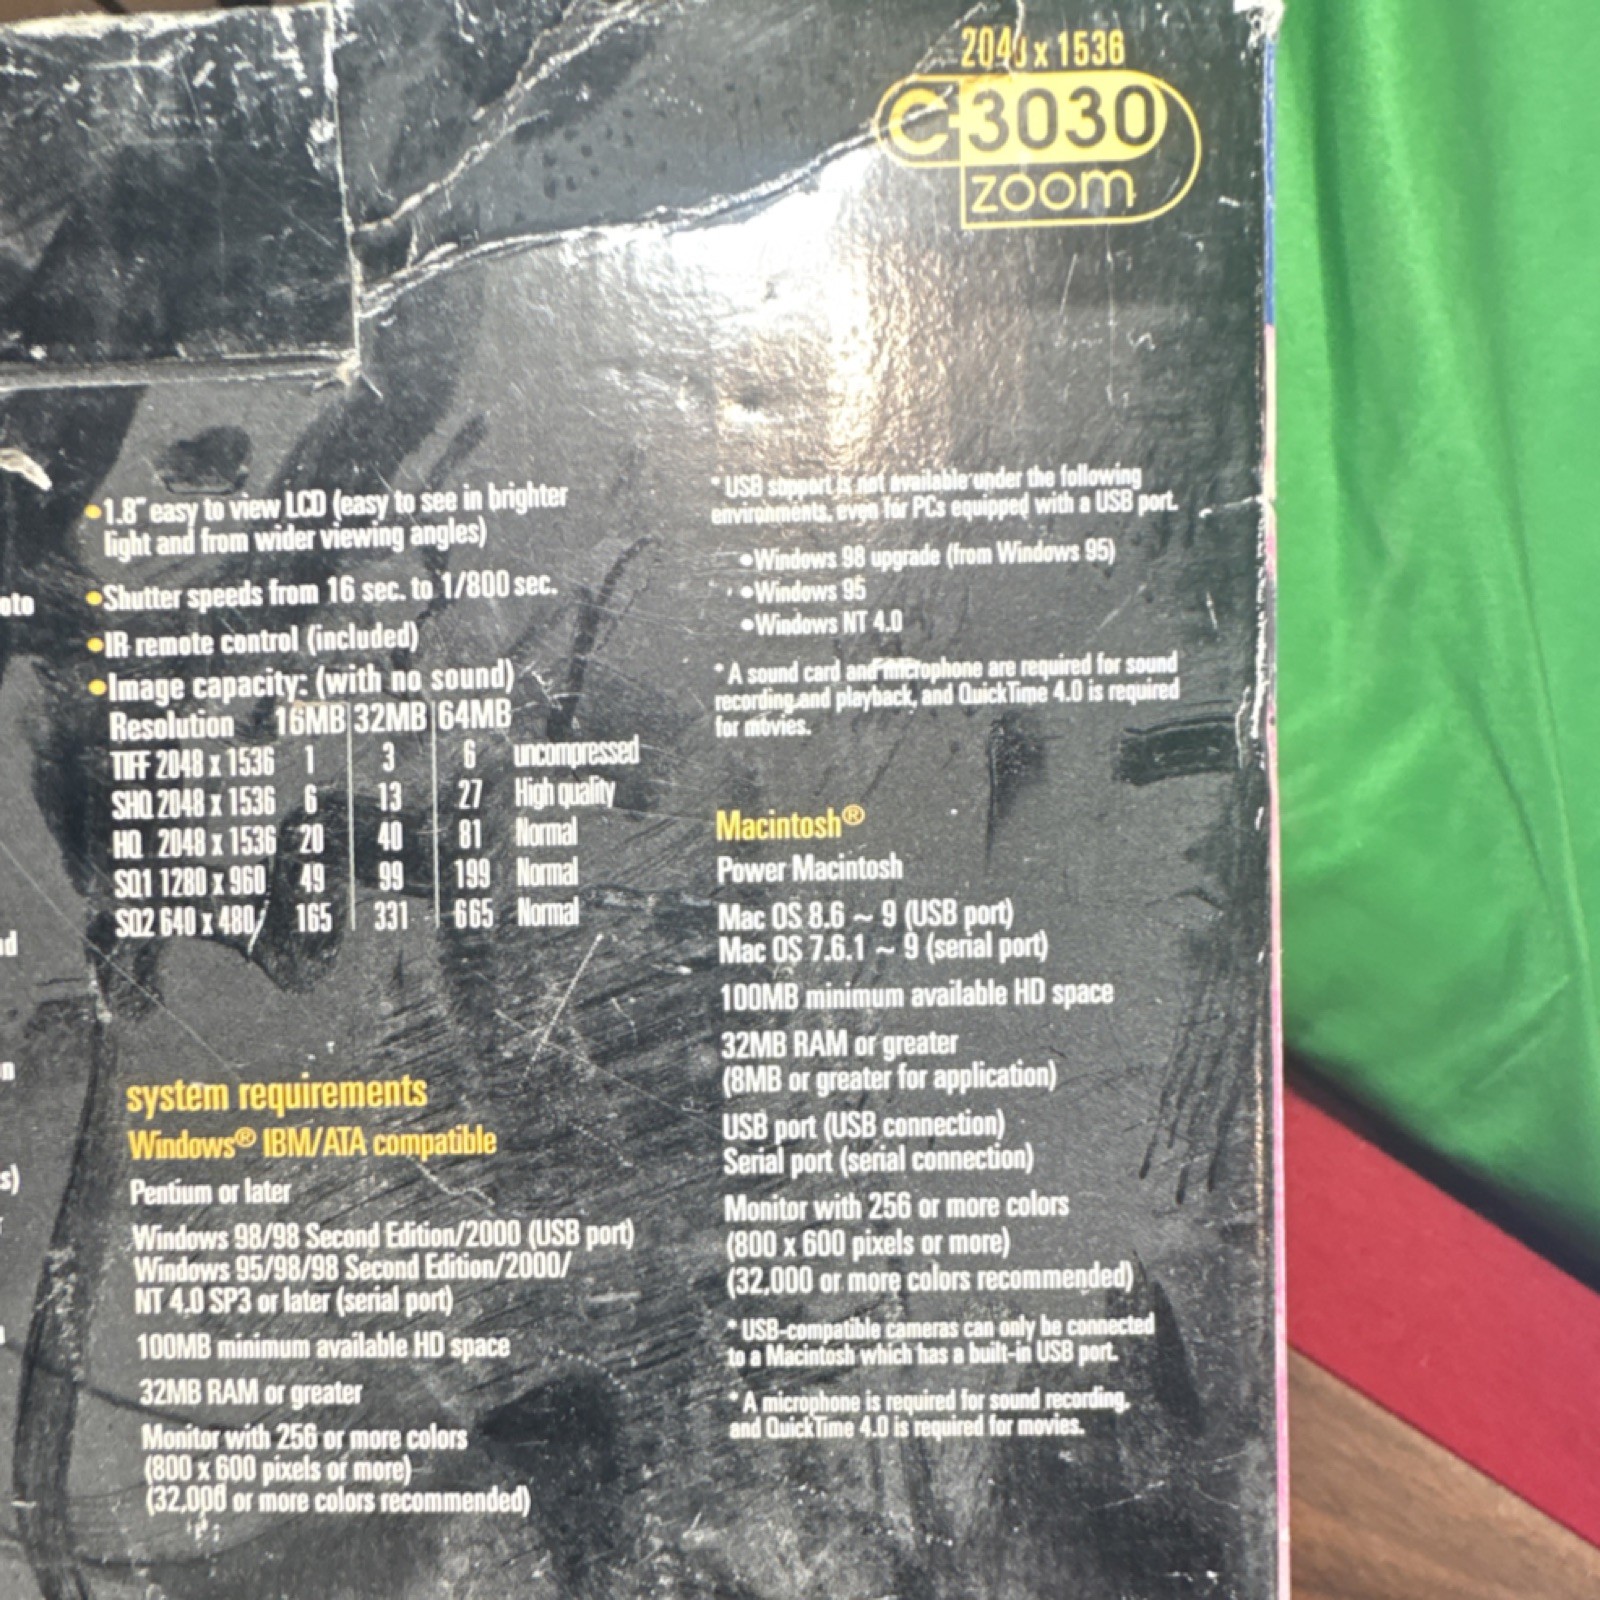 2048 x 1536
C-3030
zoom
oto
nd
n
s)
•1.8" easy to view LCD (easy to see in brighter
light and from wider viewing angles)
•Shutter speeds from 16 sec. to 1/800 sec.
•IR remote control (included)
•Image capacity: (with no sound)
Resolution 16MB 32MB 64MB
TIFF 2048 x 1536 1 3 6 uncompressed
SHQ 2048 x 1536 6 13 27 High quality
HQ 2048 x 1536 20 40 81 Normal
SQ1 1280 x 960 49 99 199 Normal
SQ2 640 x 480 165 331 665 Normal
system requirements
Windows® IBM/ATA compatible
Pentium or later
Windows 98/98 Second Edition/2000 (USB port)
Windows 95/98/98 Second Edition/2000/
NT 4.0 SP3 or later (serial port)
100MB minimum available HD space
32MB RAM or greater
Monitor with 256 or more colors
(800 x 600 pixels or more)
(32,000 or more colors recommended)
* USB support is not available under the following
environments, even for PCs equipped with a USB port.
•Windows 98 upgrade (from Windows 95)
•Windows 95
•Windows NT 4.0
* A sound card and microphone are required for sound
recording and playback, and QuickTime 4.0 is required
for movies.
Macintosh®
Power Macintosh
Mac OS 8.6 ~ 9 (USB port)
Mac OS 7.6.1 ~ 9 (serial port)
100MB minimum available HD space
32MB RAM or greater
(8MB or greater for application)
USB port (USB connection)
Serial port (serial connection)
Monitor with 256 or more colors
(800 x 600 pixels or more)
(32,000 or more colors recommended)
* USB-compatible cameras can only be connected
to a Macintosh which has a built-in USB port.
* A microphone is required for sound recording,
and QuickTime 4.0 is required for movies.